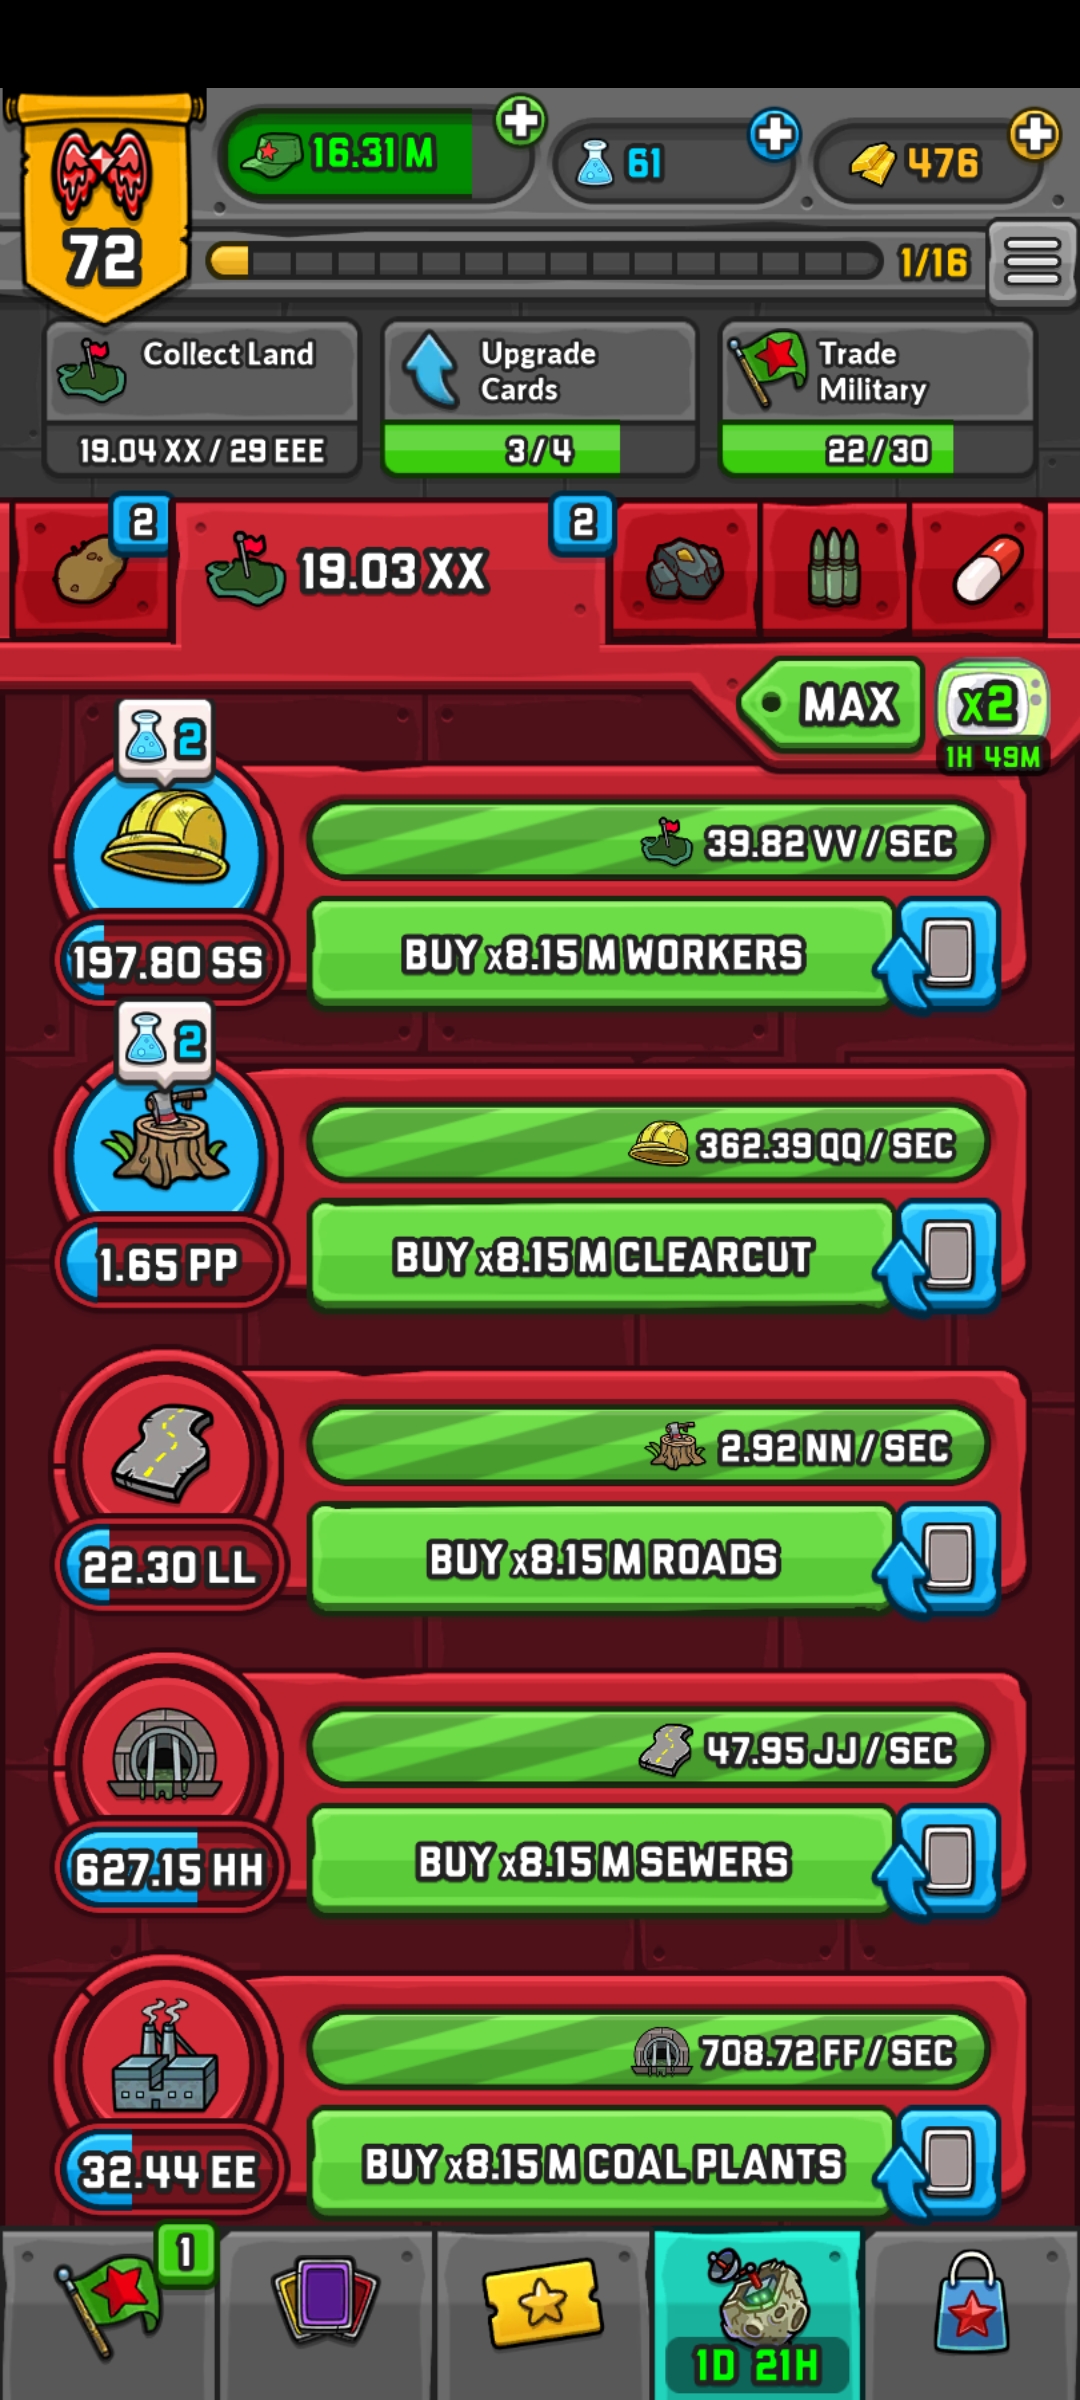 16.31 M
61
476
72
1/16
Collect Land
19.04 XX / 29 EEE
Upgrade
Cards
3/4
Trade
Military
22/30
2
19.03 XX
2
MAX
x2
1H 49M
2
39.82 VV / SEC
197.80 SS
BUY x8.15 M WORKERS
2
362.39 QQ / SEC
1.65 PP
BUY x8.15 M CLEARCUT
2.92 NN / SEC
22.30 LL
BUY x8.15 M ROADS
47.95 JJ / SEC
627.15 HH
BUY x8.15 M SEWERS
708.72 FF / SEC
32.44 EE
BUY x8.15 M COAL PLANTS
1
1D 21H